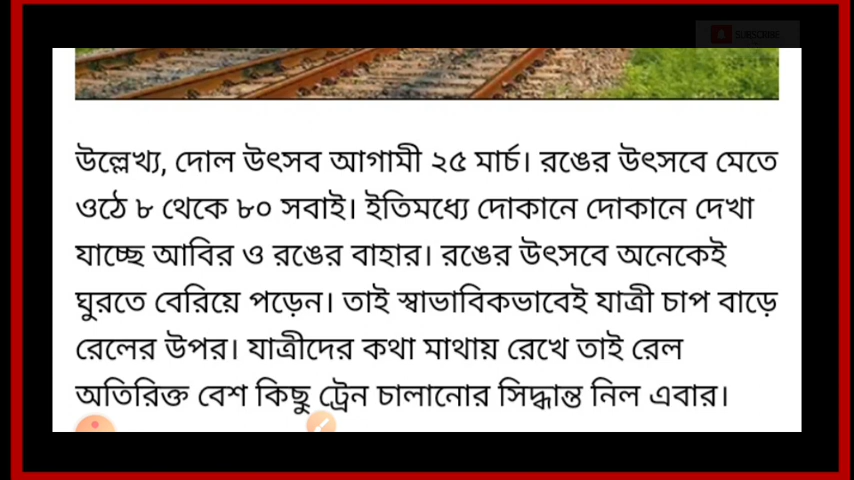 SUBSCRIBE
উল্লেখ্য, দোল উৎসব আগামী ২৫ মার্চ। রঙের উৎসবে মেতে
ওঠে ৮ থেকে ৮০ সবাই। ইতিমধ্যে দোকানে দোকানে দেখা
যাচ্ছে আবির ও রঙের বাহার। রঙের উৎসবে অনেকেই
ঘুরতে বেরিয়ে পড়েন। তাই স্বাভাবিকভাবেই যাত্রী চাপ বাড়ে
রেলের উপর। যাত্রীদের কথা মাথায় রেখে তাই রেল
অতিরিক্ত বেশ কিছু ট্রেন চালানোর সিদ্ধান্ত নিল এবার।